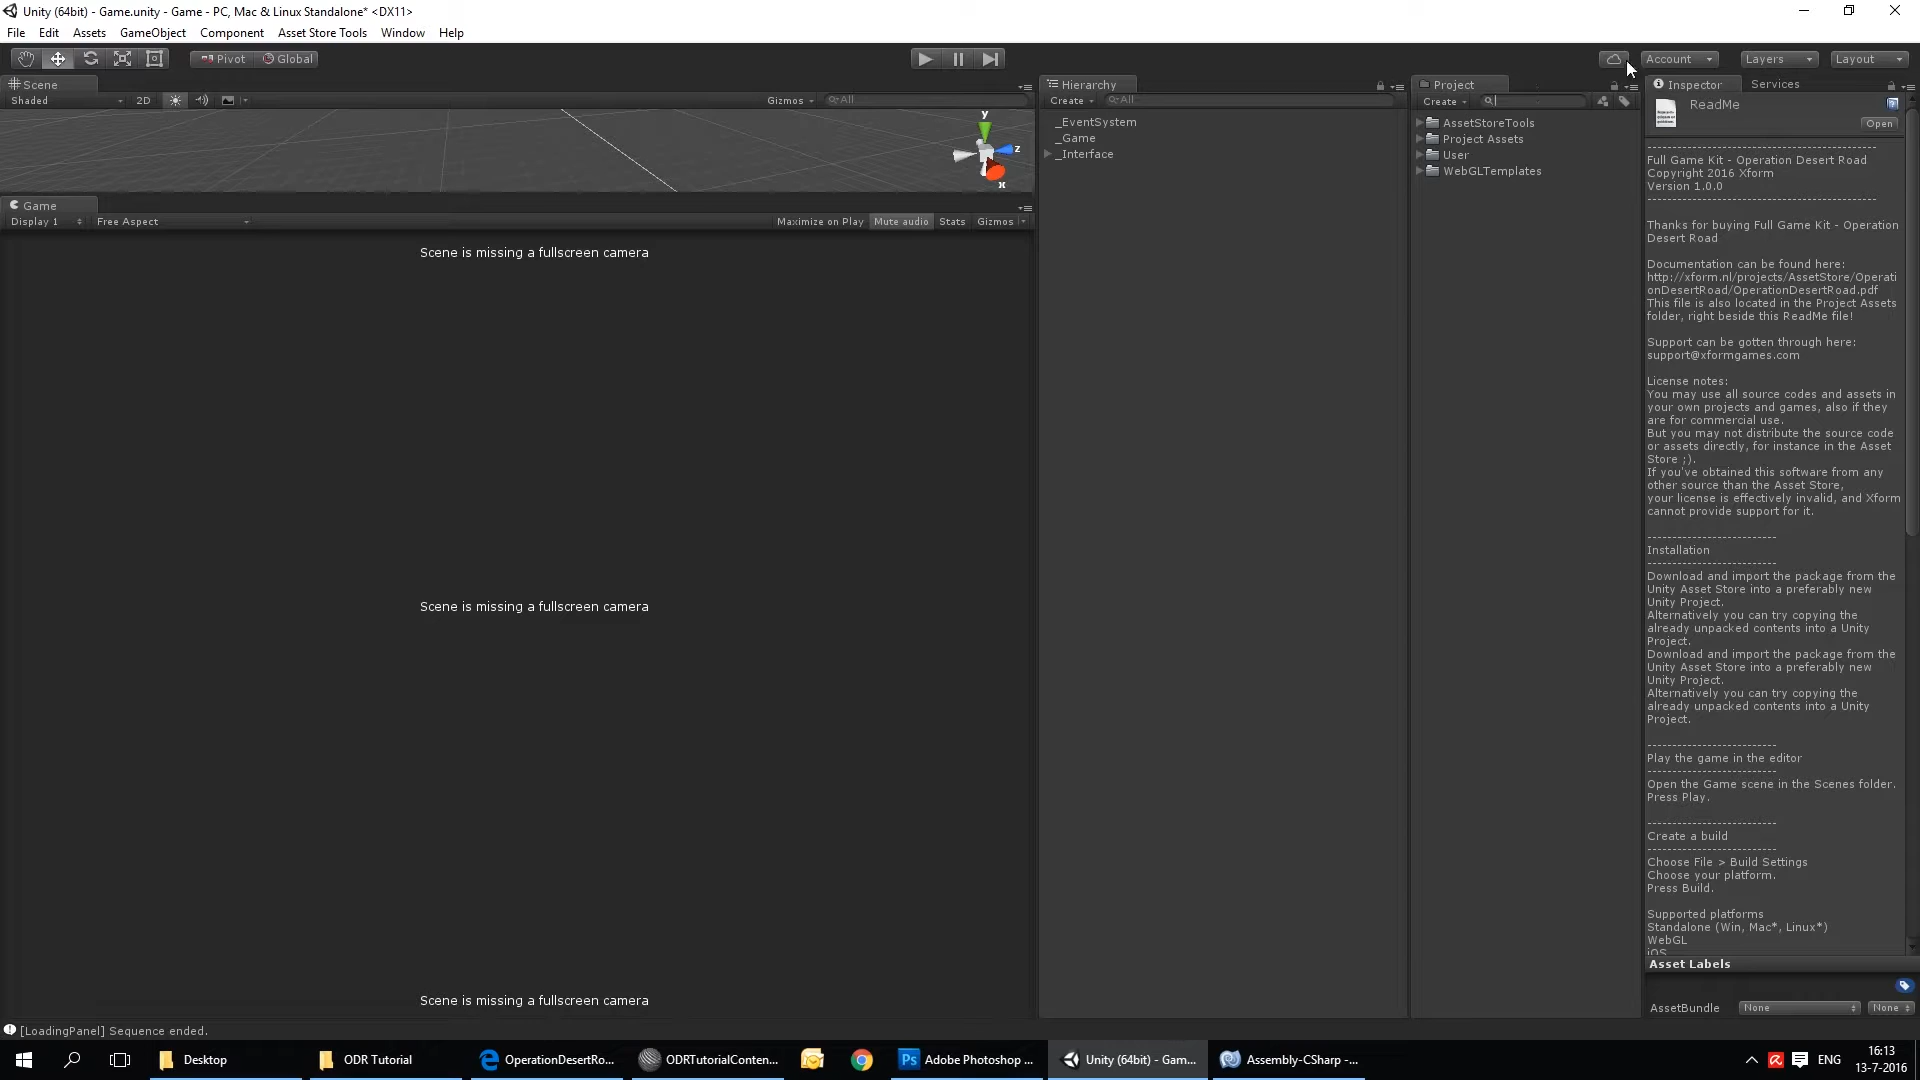 Unity (64bit) - Game.unity - Game - PC, Mac & Linux Standalone* <DX11>
File Edit Assets GameObject Component Asset Store Tools Window Help
Pivot Global
Account Layers Layout
Scene
Shaded 2D Gizmos All
y
z
x
Game
Display 1 Free Aspect Maximize on Play Mute audio Stats Gizmos
Scene is missing a fullscreen camera
Scene is missing a fullscreen camera
Scene is missing a fullscreen camera
Hierarchy
Create All
_EventSystem
_Game
_Interface
Project
Create
AssetStoreTools
Project Assets
User
WebGLTemplates
Inspector Services
ReadMe
Open
--------------------------------------------
Full Game Kit - Operation Desert Road
Copyright 2016 Xform
Version 1.0.0
--------------------------------------------
Thanks for buying Full Game Kit - Operation
Desert Road
Documentation can be found here:
http://xform.nl/projects/AssetStore/Operati
onDesertRoad/OperationDesertRoad.pdf
This file is also located in the Project Assets
folder, right beside this ReadMe file!
Support can be gotten through here:
support@xformgames.com
License notes:
You may use all source codes and assets in
your own projects and games, also if they
are for commercial use.
But you may not distribute the source code
or assets directly, for instance in the Asset
Store ;).
If you've obtained this software from any
other source than the Asset Store,
your license is effectively invalid, and Xform
cannot provide support for it.
-------------------------
Installation
-------------------------
Download and import the package from the
Unity Asset Store into a preferably new
Unity Project.
Alternatively you can try copying the
already unpacked contents into a Unity
Project.
Download and import the package from the
Unity Asset Store into a preferably new
Unity Project.
Alternatively you can try copying the
already unpacked contents into a Unity
Project.
-------------------------
Play the game in the editor
-------------------------
Open the Game scene in the Scenes folder.
Press Play.
-------------------------
Create a build
-------------------------
Choose File > Build Settings
Choose your platform.
Press Build.
Supported platforms
Standalone (Win, Mac*, Linux*)
WebGL
iOS
Asset Labels
AssetBundle None None
[LoadingPanel] Sequence ended.
Desktop ODR Tutorial OperationDesertRo... ODRTutorialConten... Ps Adobe Photoshop ... Unity (64bit) - Gam... Assembly-CSharp -... ENG
16:13
13-7-2016